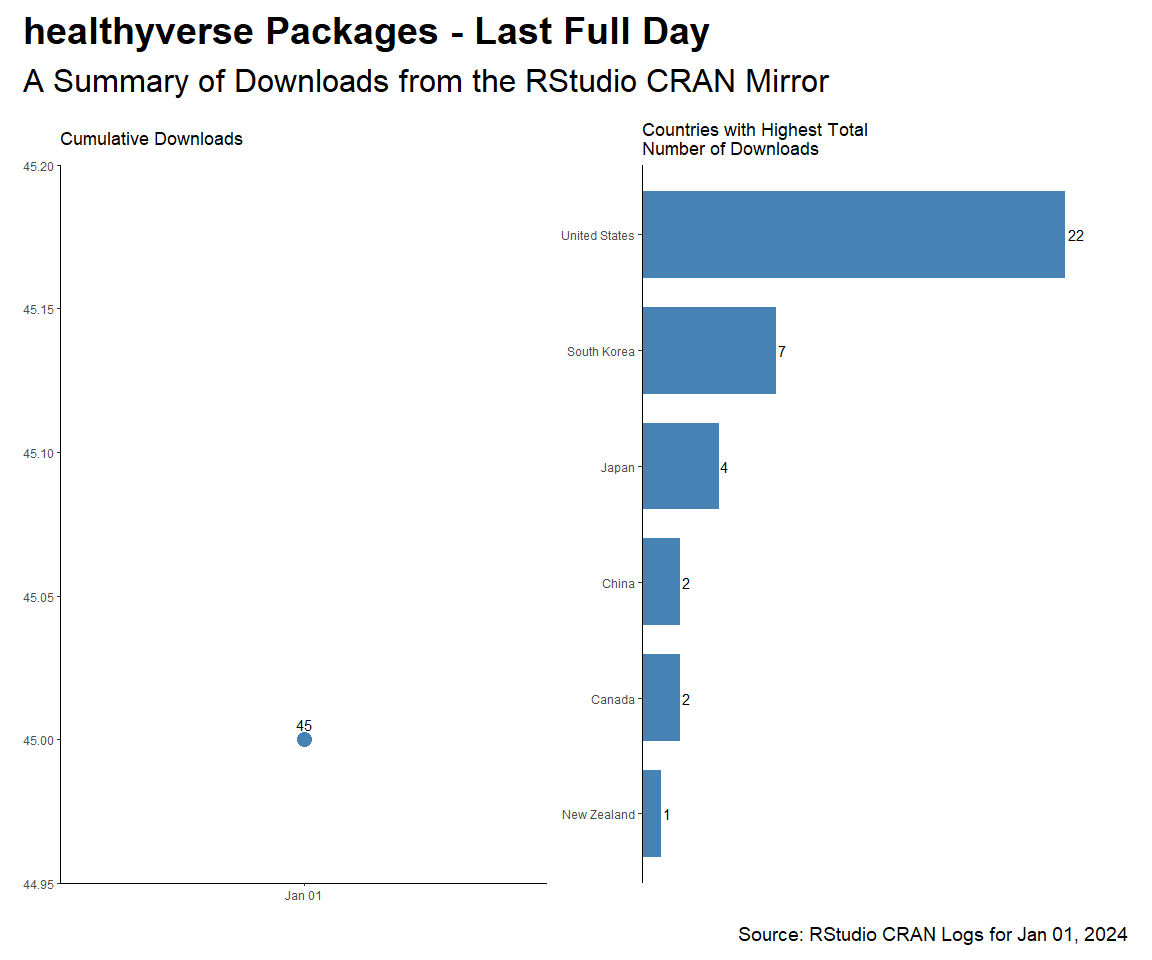 healthyverse Packages - Last Full Day
A Summary of Downloads from the RStudio CRAN Mirror
Cumulative Downloads
45.20
45.15
45.10
45.05
45.00
44.95
45
Jan 01
Countries with Highest Total
Number of Downloads
United States
22
South Korea
7
Japan
4
China
2
Canada
2
New Zealand
1
Source: RStudio CRAN Logs for Jan 01, 2024